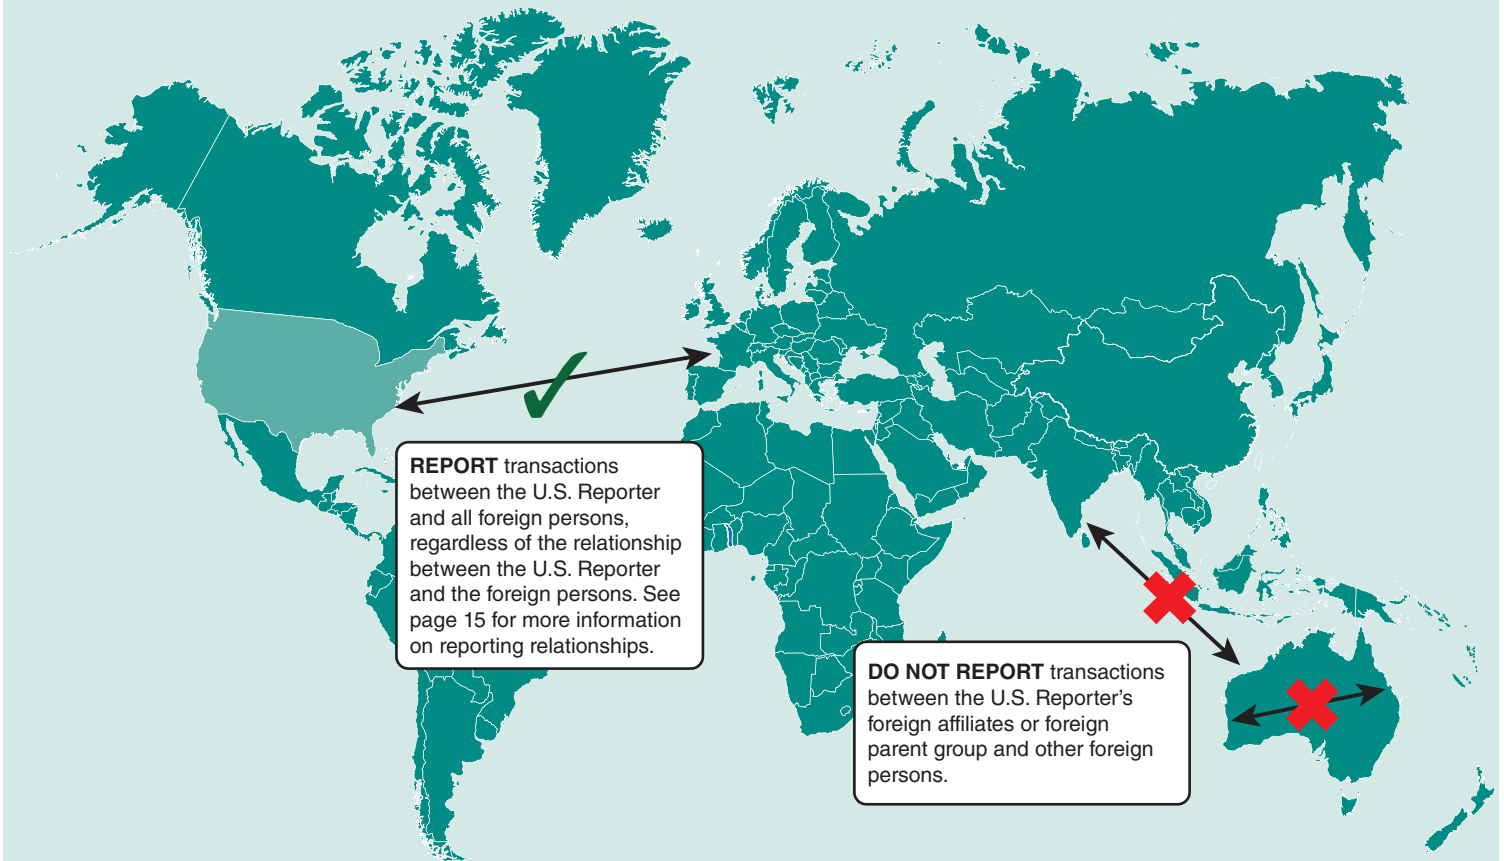 REPORT transactions
between the U.S. Reporter
and all foreign persons,
regardless of the relationship
between the U.S. Reporter
and the foreign persons. See
page 15 for more information
on reporting relationships.
DO NOT REPORT transactions
between the U.S. Reporter’s
foreign affiliates or foreign
parent group and other foreign
persons.